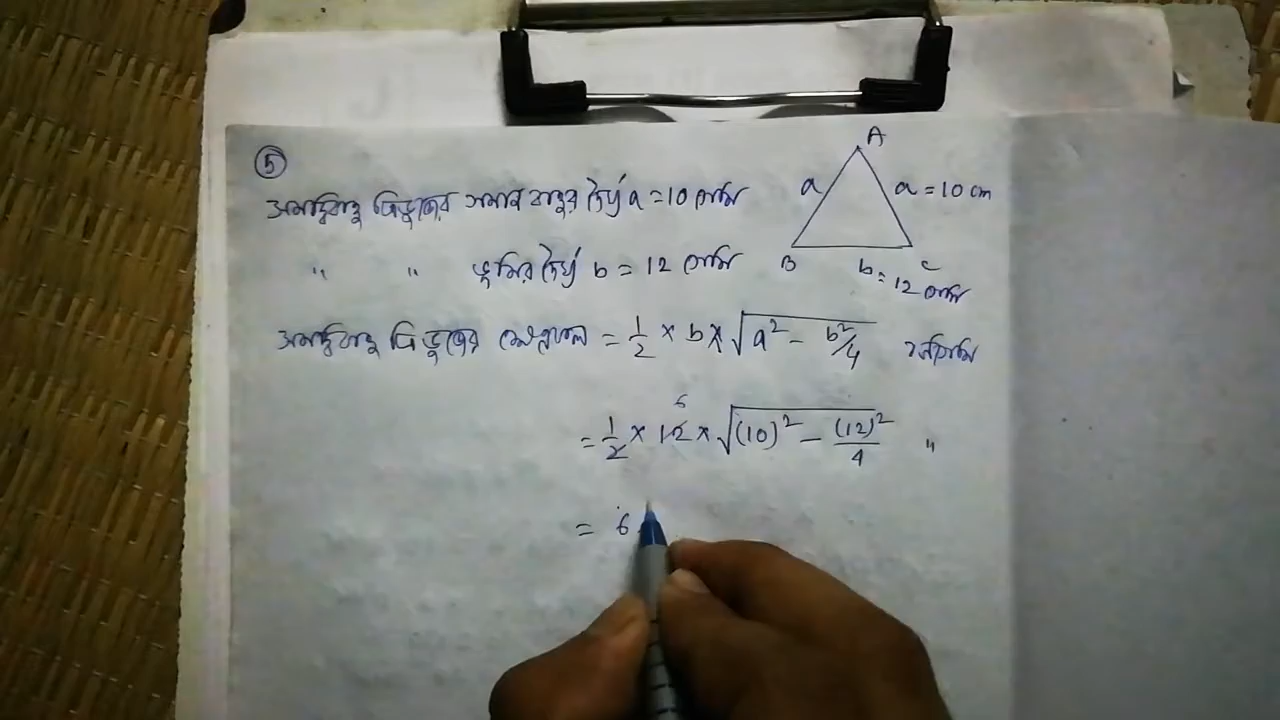 ⑤
সমদ্বিবাহু ত্রিভুজের সমান বাহুর দৈর্ঘ্য a = 10 সেমি
" " ভূমির দৈর্ঘ্য b = 12 সেমি
A
a
a = 10 cm
B
C
b = 12 সেমি
সমদ্বিবাহু ত্রিভুজের ক্ষেত্রফল = 1/2 × b × √(a² - b²/4) বর্গসেমি
= 1/2 × 12 × √((10)² - (12)²/4) "
6
= 6